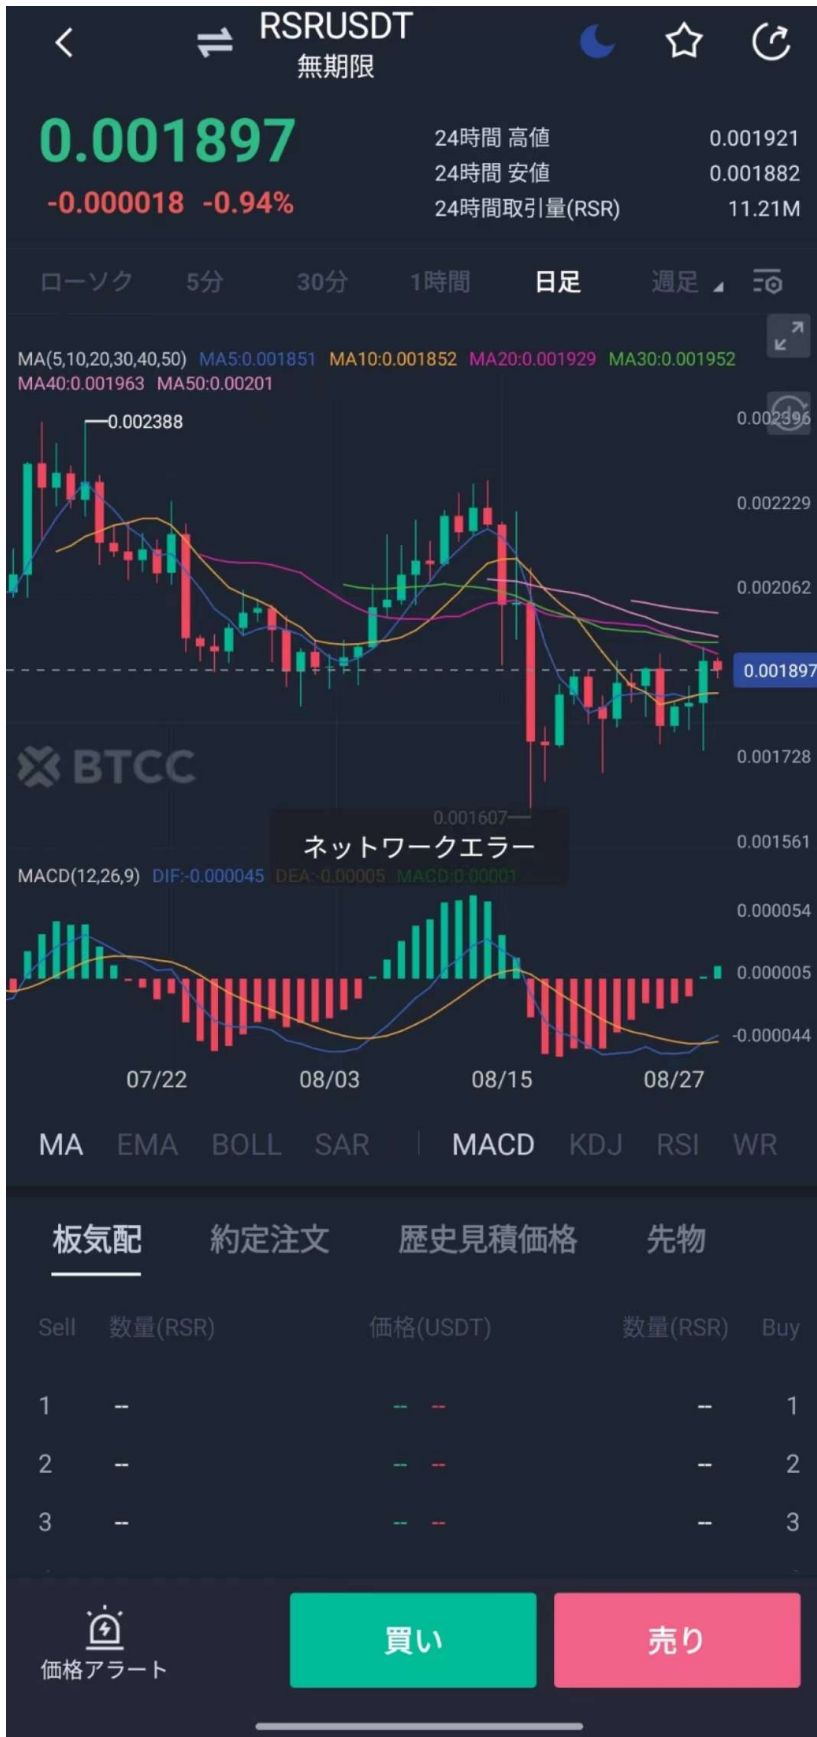 RSRUSDT
無期限
0.001897
-0.000018 -0.94%
24時間 高値 0.001921
24時間 安値 0.001882
24時間取引量(RSR) 11.21M
ローソク 5分 30分 1時間 日足 週足
MA(5,10,20,30,40,50) MA5:0.001851 MA10:0.001852 MA20:0.001929 MA30:0.001952
MA40:0.001963 MA50:0.00201
0.002388
0.002396
0.002229
0.002062
0.001897
BTCC
0.001728
0.001607
ネットワークエラー
0.001561
MACD(12,26,9) DIF:-0.000045 DEA:-0.00005 MACD:0.00001
0.000054
0.000005
-0.000044
07/22 08/03 08/15 08/27
MA EMA BOLL SAR MACD KDJ RSI WR
板気配 約定注文 歴史見積価格 先物
Sell 数量(RSR) 価格(USDT) 数量(RSR) Buy
1 -- -- -- -- 1
2 -- -- -- -- 2
3 -- -- -- -- 3
価格アラート
買い
売り